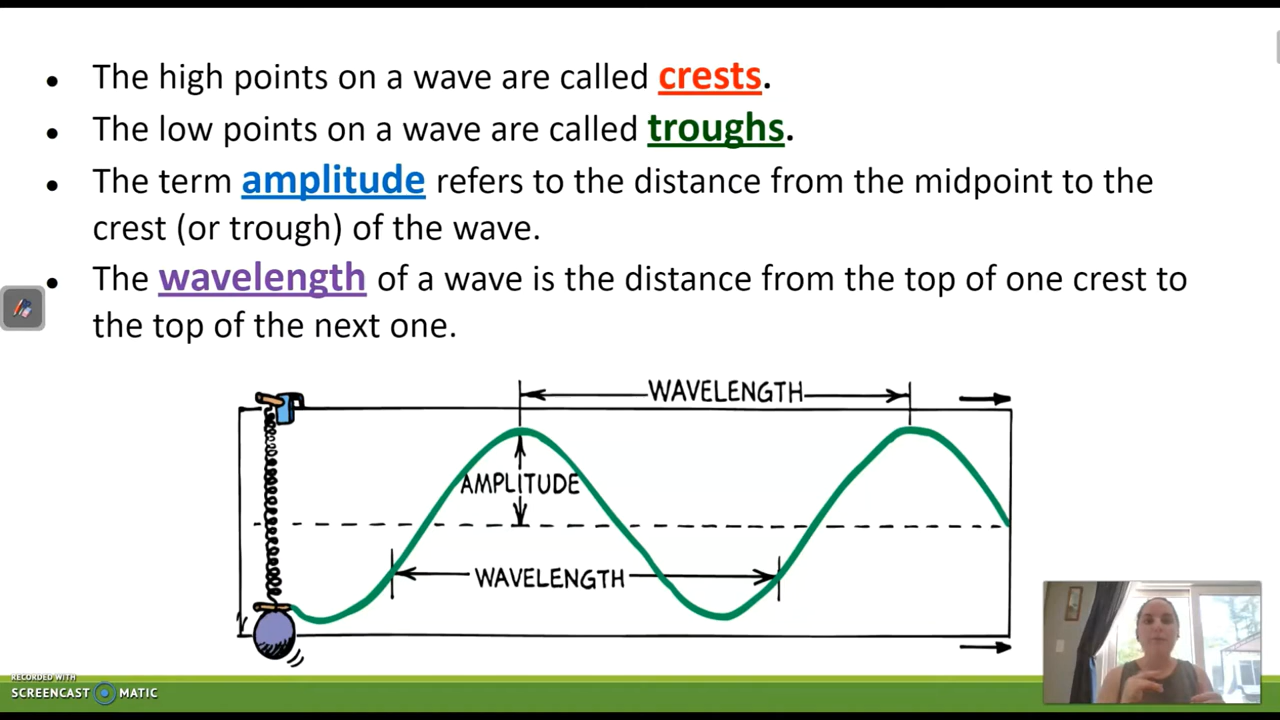 The high points on a wave are called crests.
The low points on a wave are called troughs.
The term amplitude refers to the distance from the midpoint to the
crest (or trough) of the wave.
The wavelength of a wave is the distance from the top of one crest to
the top of the next one.
WAVELENGTH
AMPLITUDE
WAVELENGTH
RECORDED WITH
SCREENCAST MATIC